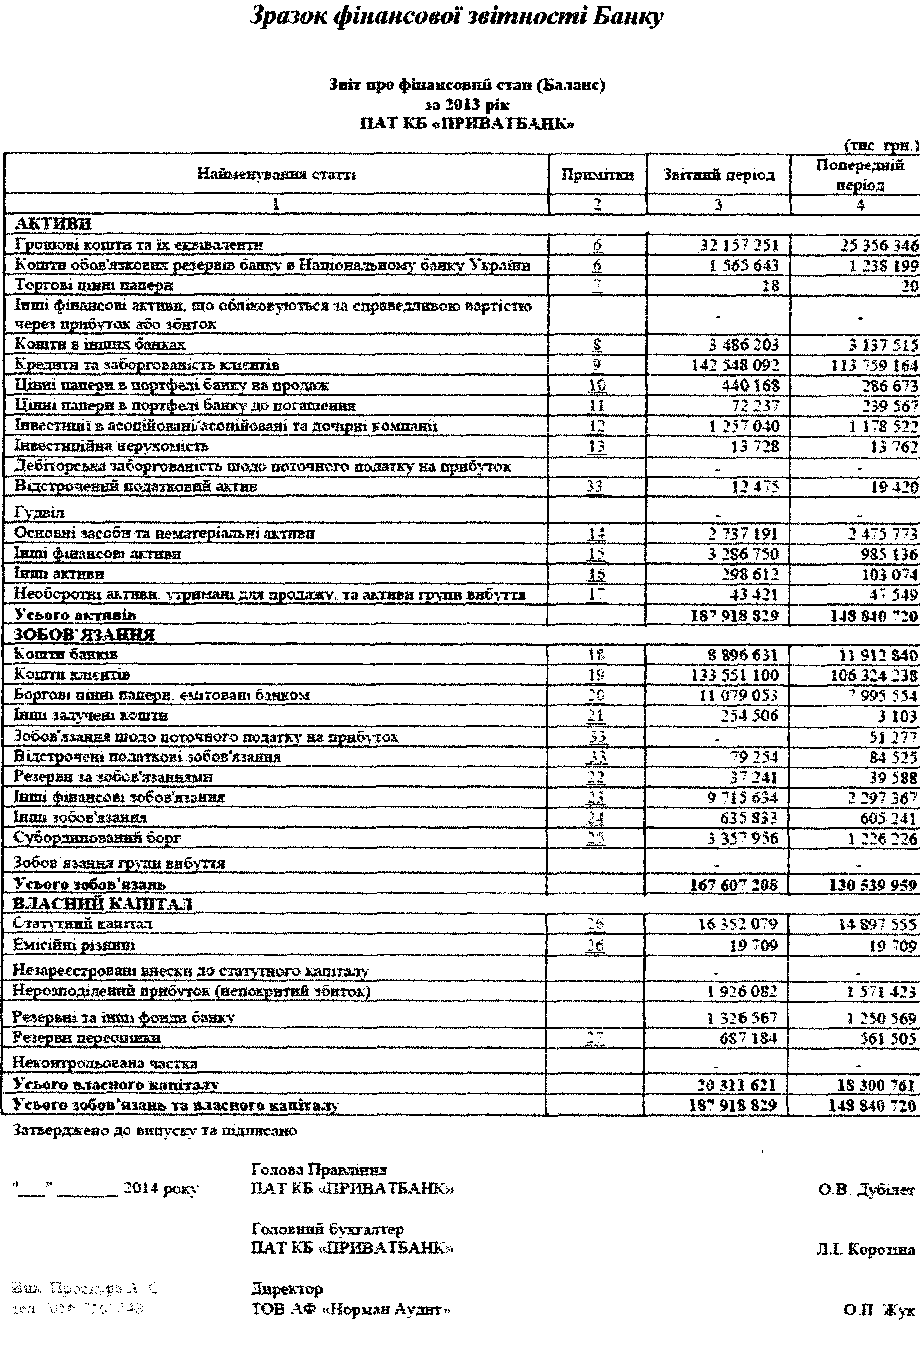 Зразок фінансової звітності Банку
Звіт про фінансовий стан (Баланс)
за 2013 рік
ПАТ КБ «ПРИВАТБАНК»
(тис. грн.)
Найменування статті Примітки Звітний період Попередній період
1 2 3 4
АКТИВИ
Грошові кошти та їх еквіваленти 6 32 157 251 25 356 346
Кошти обов'язкових резервів банку в Національному банку України 6 1 565 643 1 238 199
Торгові цінні папери 7 18 20
Інші фінансові активи, що обліковуються за справедливою вартістю
через прибуток або збиток - -
Кошти в інших банках 8 3 486 203 3 137 515
Кредити та заборгованість клієнтів 9 142 548 092 113 759 164
Цінні папери в портфелі банку на продаж 10 440 168 286 673
Цінні папери в портфелі банку до погашення 11 72 237 239 567
Інвестиції в асоційовані/асоційовані та дочірні компанії 12 1 257 040 1 178 522
Інвестиційна нерухомість 13 13 728 13 762
Дебіторська заборгованість щодо поточного податку на прибуток - -
Відстрочений податковий актив 33 12 475 19 420
Гудвіл - -
Основні засоби та нематеріальні активи 14 2 737 191 2 475 773
Інші фінансові активи 15 3 286 750 985 136
Інші активи 16 298 612 103 074
Необоротні активи, утримані для продажу, та активи групи вибуття 17 43 421 47 549
Усього активів 187 918 829 148 840 720
ЗОБОВ'ЯЗАННЯ
Кошти банків 18 8 896 631 11 912 840
Кошти клієнтів 19 133 551 100 106 324 238
Боргові цінні папери, емітовані банком 20 11 079 053 7 995 554
Інші залучені кошти 21 254 506 3 103
Зобов'язання щодо поточного податку на прибуток 33 - 51 277
Відстрочені податкові зобов'язання 33 79 254 84 525
Резерви за зобов'язаннями 22 37 241 39 588
Інші фінансові зобов'язання 23 9 715 634 2 297 367
Інші зобов'язання 24 635 833 605 241
Субординований борг 25 3 357 956 1 226 226
Зобов'язання групи вибуття - -
Усього зобов'язань 167 607 208 130 539 959
ВЛАСНИЙ КАПІТАЛ
Статутний капітал 26 16 352 079 14 897 555
Емісійні різниці 26 19 709 19 709
Незареєстровані внески до статутного капіталу - -
Нерозподілений прибуток (непокритий збиток) 1 926 082 1 571 423
Резервні та інші фонди банку 1 326 567 1 250 569
Резерви переоцінки 27 687 184 561 505
Неконтрольована частка - -
Усього власного капіталу 20 311 621 18 300 761
Усього зобов'язань та власного капіталу 187 918 829 148 840 720
Затверджено до випуску та підписано
Голова Правління
"___" ______ 2014 року ПАТ КБ «ПРИВАТБАНК» О.В. Дубілет
Головний бухгалтер
ПАТ КБ «ПРИВАТБАНК» Л.І. Коротіна
Директор
ТОВ АФ «Норман Аудит» О.П. Жук